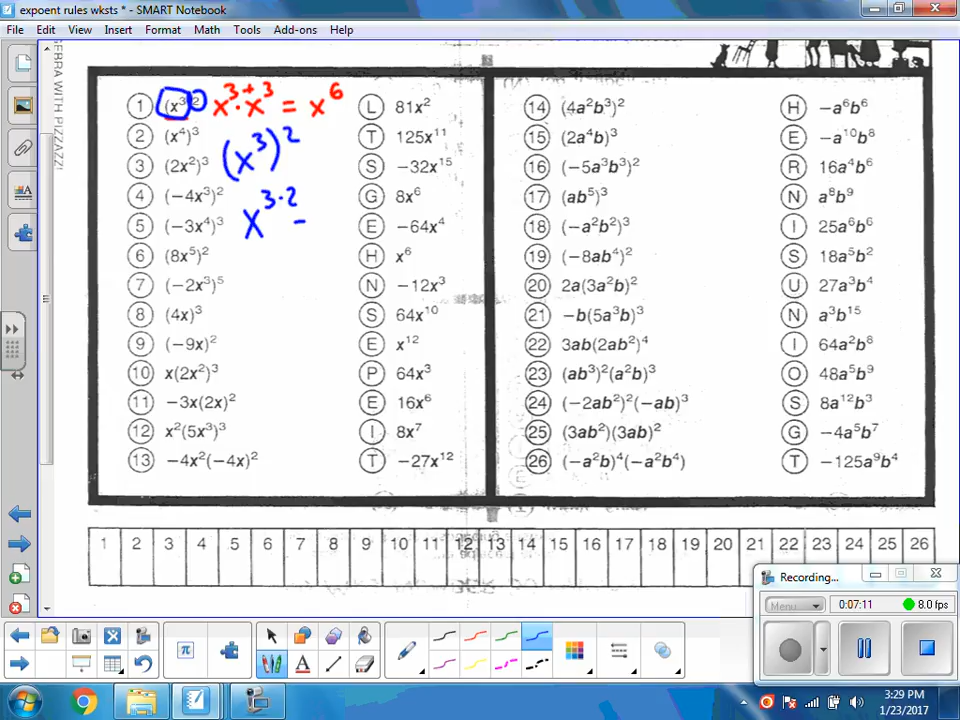 expoent rules wksts * - SMART Notebook
File Edit View Insert Format Math Tools Add-ons Help
GEBRA WITH PIZZAZZ!
1 (x³)² x³·x³ = x⁶
3+3
(x³)²
x³·² =
2 (x⁴)³
3 (2x²)³
4 (−4x³)²
5 (−3x⁴)³
6 (8x⁵)²
7 (−2x³)⁵
8 (4x)³
9 (−9x)²
10 x(2x²)³
11 −3x(2x)²
12 x²(5x³)³
13 −4x²(−4x)²
L 81x²
T 125x¹¹
S −32x¹⁵
G 8x⁶
E −64x⁴
H x⁶
N −12x³
S 64x¹⁰
E x¹²
P 64x³
E 16x⁶
I 8x⁷
T −27x¹²
14 (4a²b³)²
15 (2a⁴b)³
16 (−5a³b³)²
17 (ab⁵)³
18 (−a²b²)³
19 (−8ab⁴)²
20 2a(3a²b)²
21 −b(5a³b)³
22 3ab(2ab²)⁴
23 (ab³)²(a²b)³
24 (−2ab²)²(−ab)³
25 (3ab²)(3ab)²
26 (−a²b)⁴(−a²b⁴)
H −a⁶b⁶
E −a¹⁰b⁸
R 16a⁴b⁶
N a⁸b⁹
I 25a⁶b⁶
S 18a⁵b²
U 27a³b⁴
N a³b¹⁵
I 64a²b⁸
O 48a⁵b⁹
S 8a¹²b³
G −4a⁵b⁷
T −125a⁹b⁴
1 2 3 4 5 6 7 8 9 10 11 12 13 14 15 16 17 18 19 20 21 22 23 24 25 26
Recording...
Menu 0:07:11 8.0 fps
3:29 PM
1/23/2017